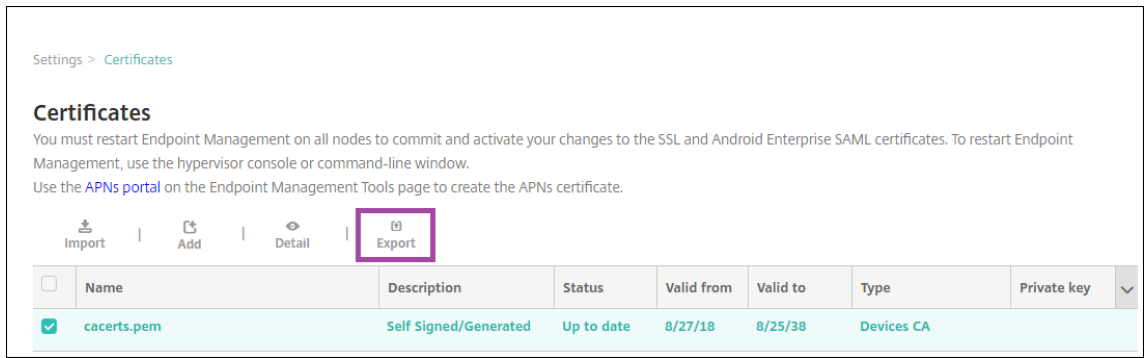 Settings > Certificates
Certificates
You must restart Endpoint Management on all nodes to commit and activate your changes to the SSL and Android Enterprise SAML certificates. To restart Endpoint
Management, use the hypervisor console or command-line window.
Use the APNs portal on the Endpoint Management Tools page to create the APNs certificate.
Import | Add | Detail | Export
Name Description Status Valid from Valid to Type Private key
cacerts.pem Self Signed/Generated Up to date 8/27/18 8/25/38 Devices CA